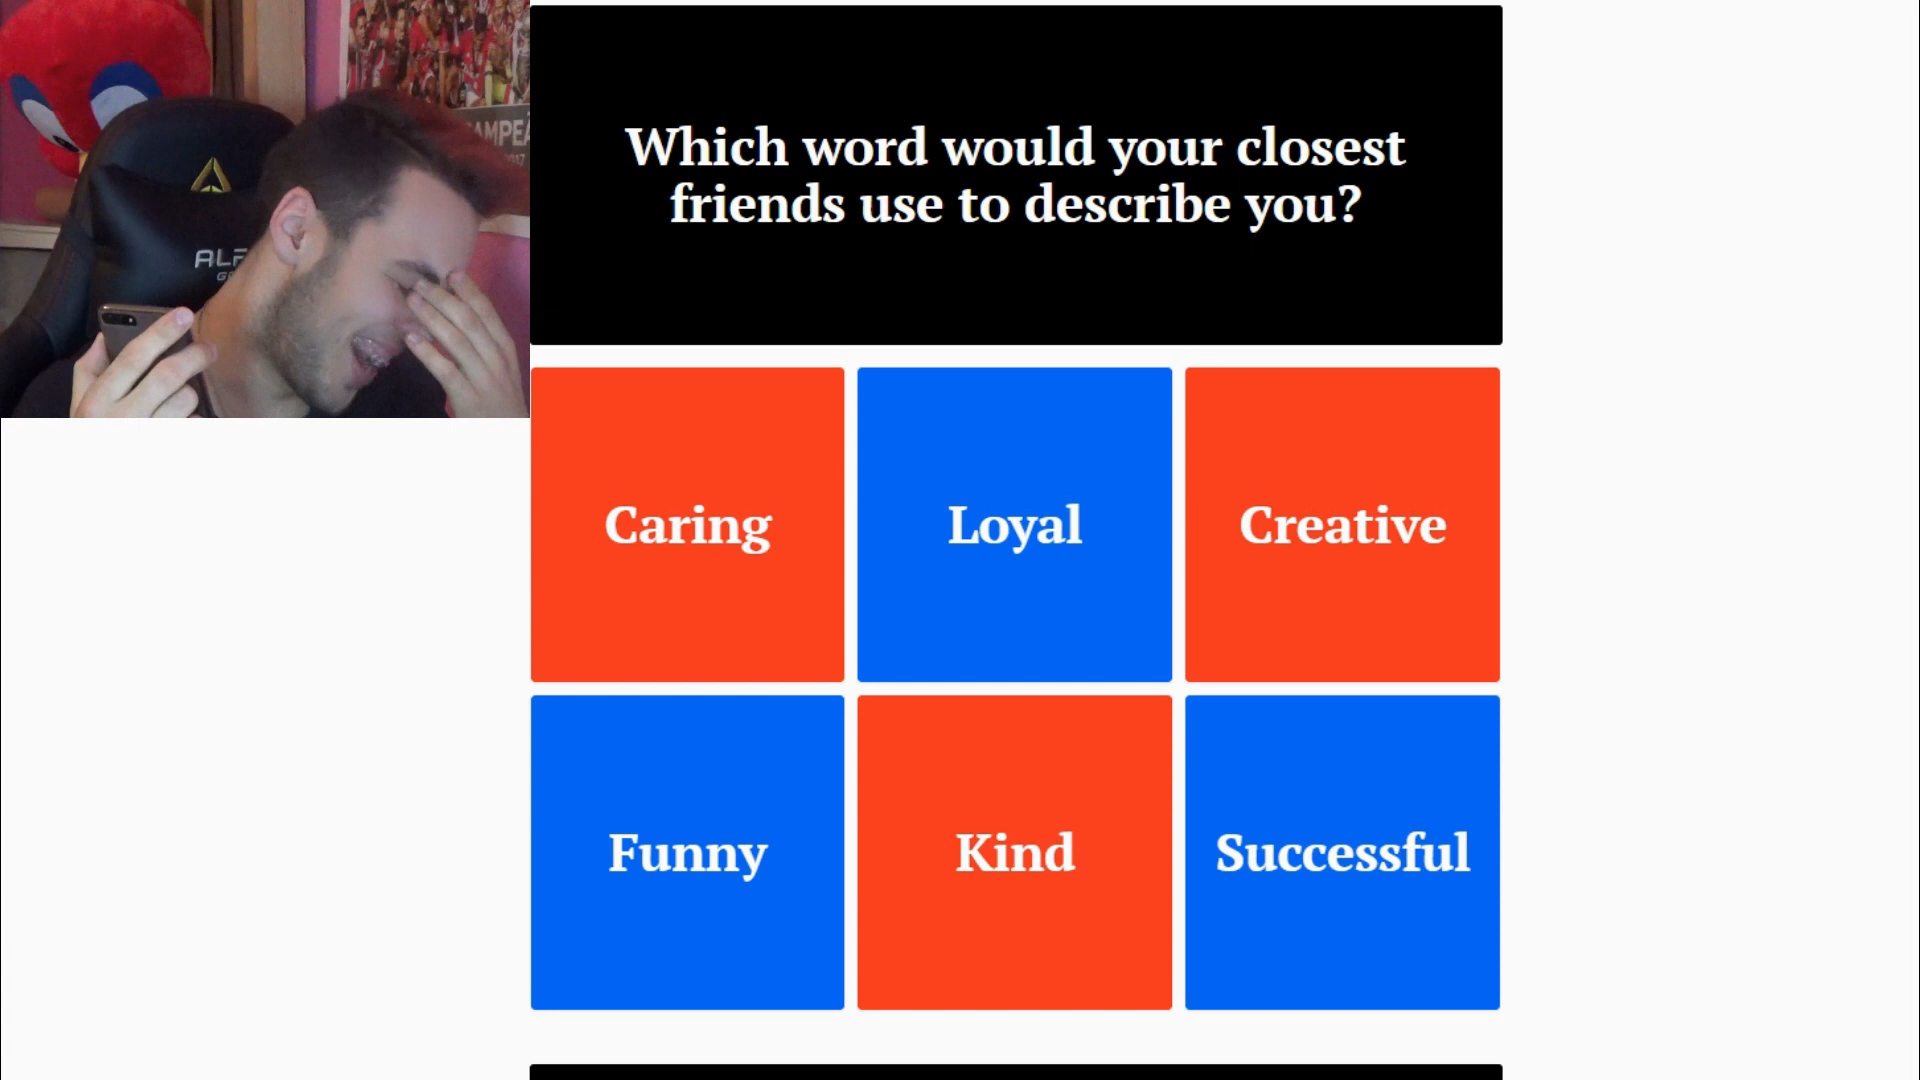 Which word would your closest
friends use to describe you?
Caring
Loyal
Creative
Funny
Kind
Successful